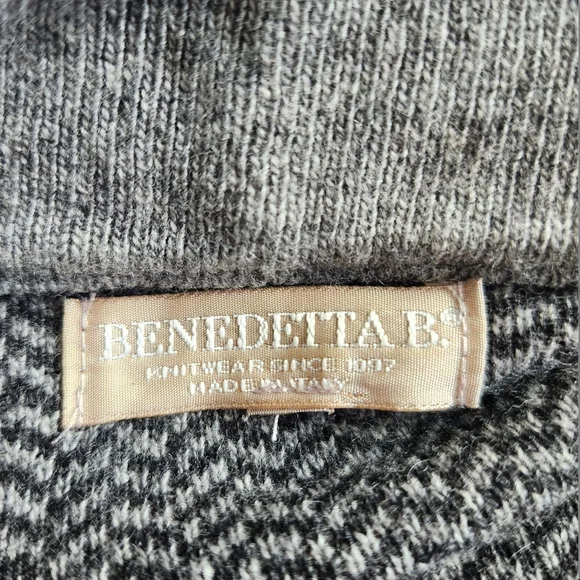 BENEDETTA B.®
KNITWEAR SINCE 1997
MADE IN ITALY